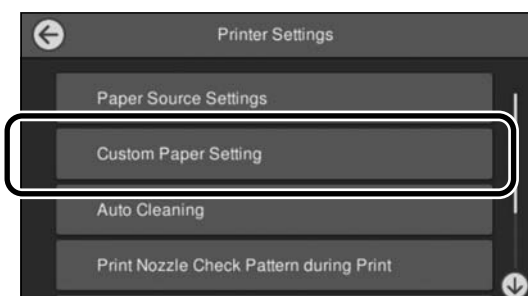 Printer Settings
Paper Source Settings
Custom Paper Setting
Auto Cleaning
Print Nozzle Check Pattern during Print